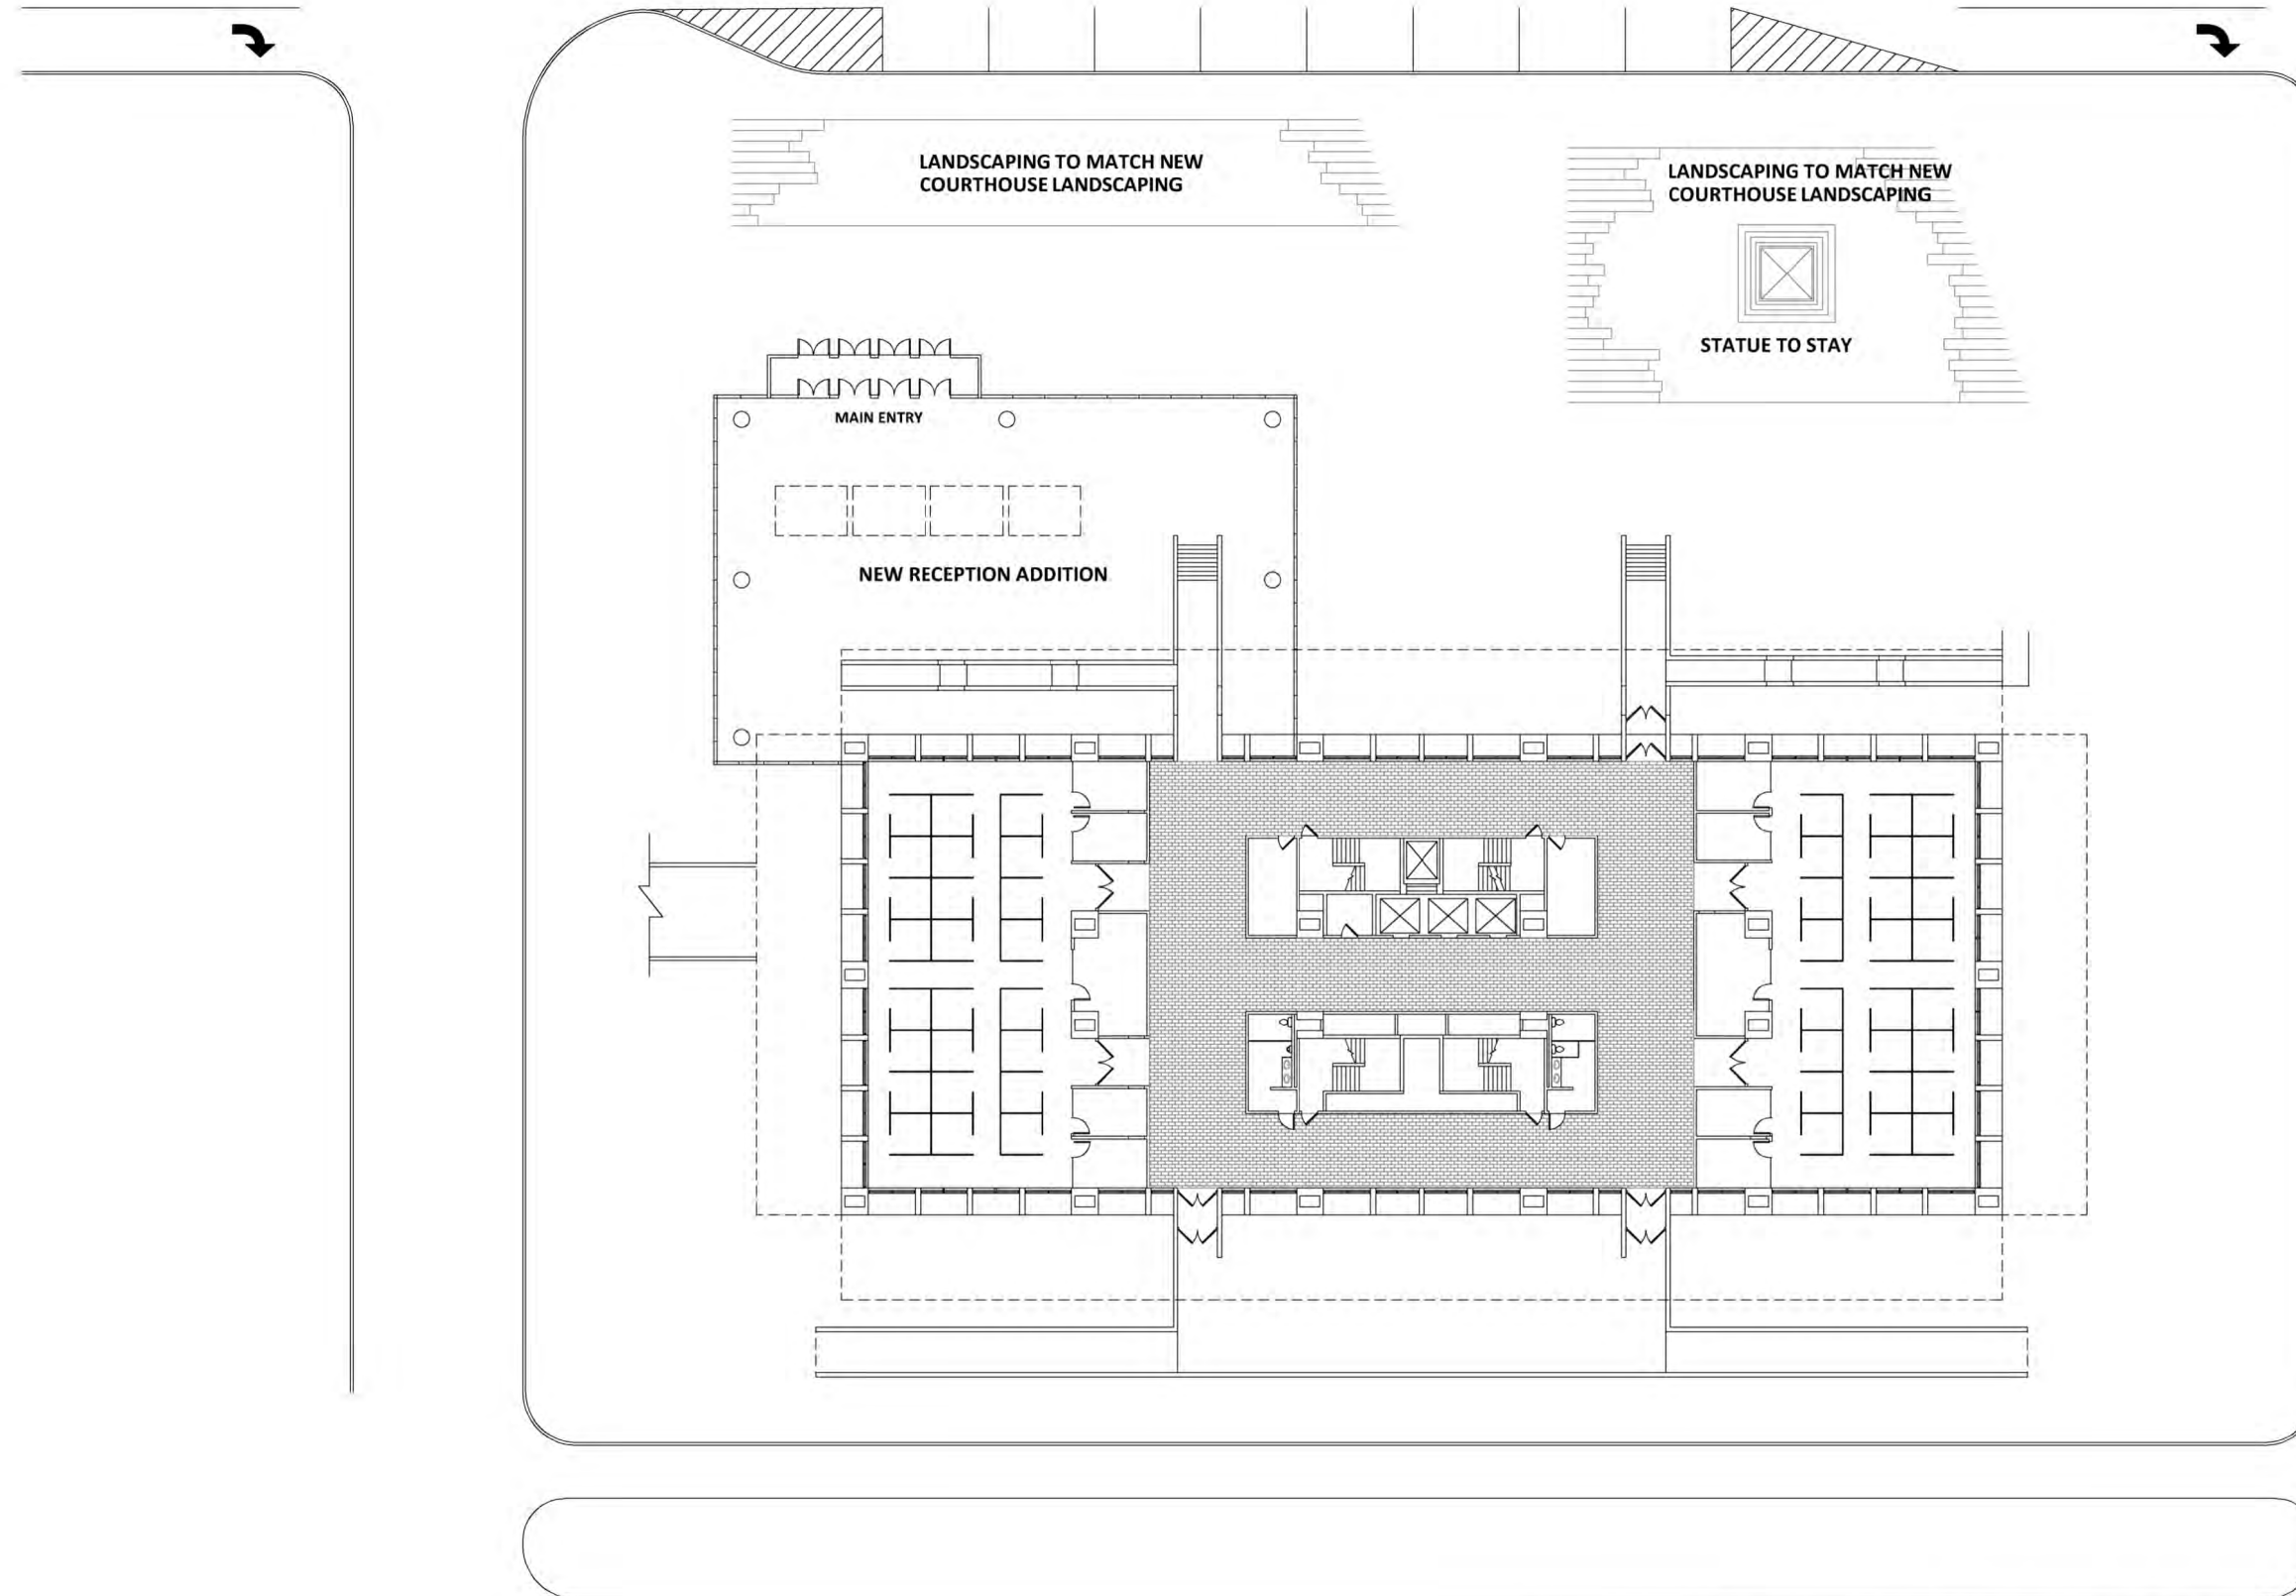 LANDSCAPING TO MATCH NEW
COURTHOUSE LANDSCAPING
LANDSCAPING TO MATCH NEW
COURTHOUSE LANDSCAPING
STATUE TO STAY
MAIN ENTRY
NEW RECEPTION ADDITION